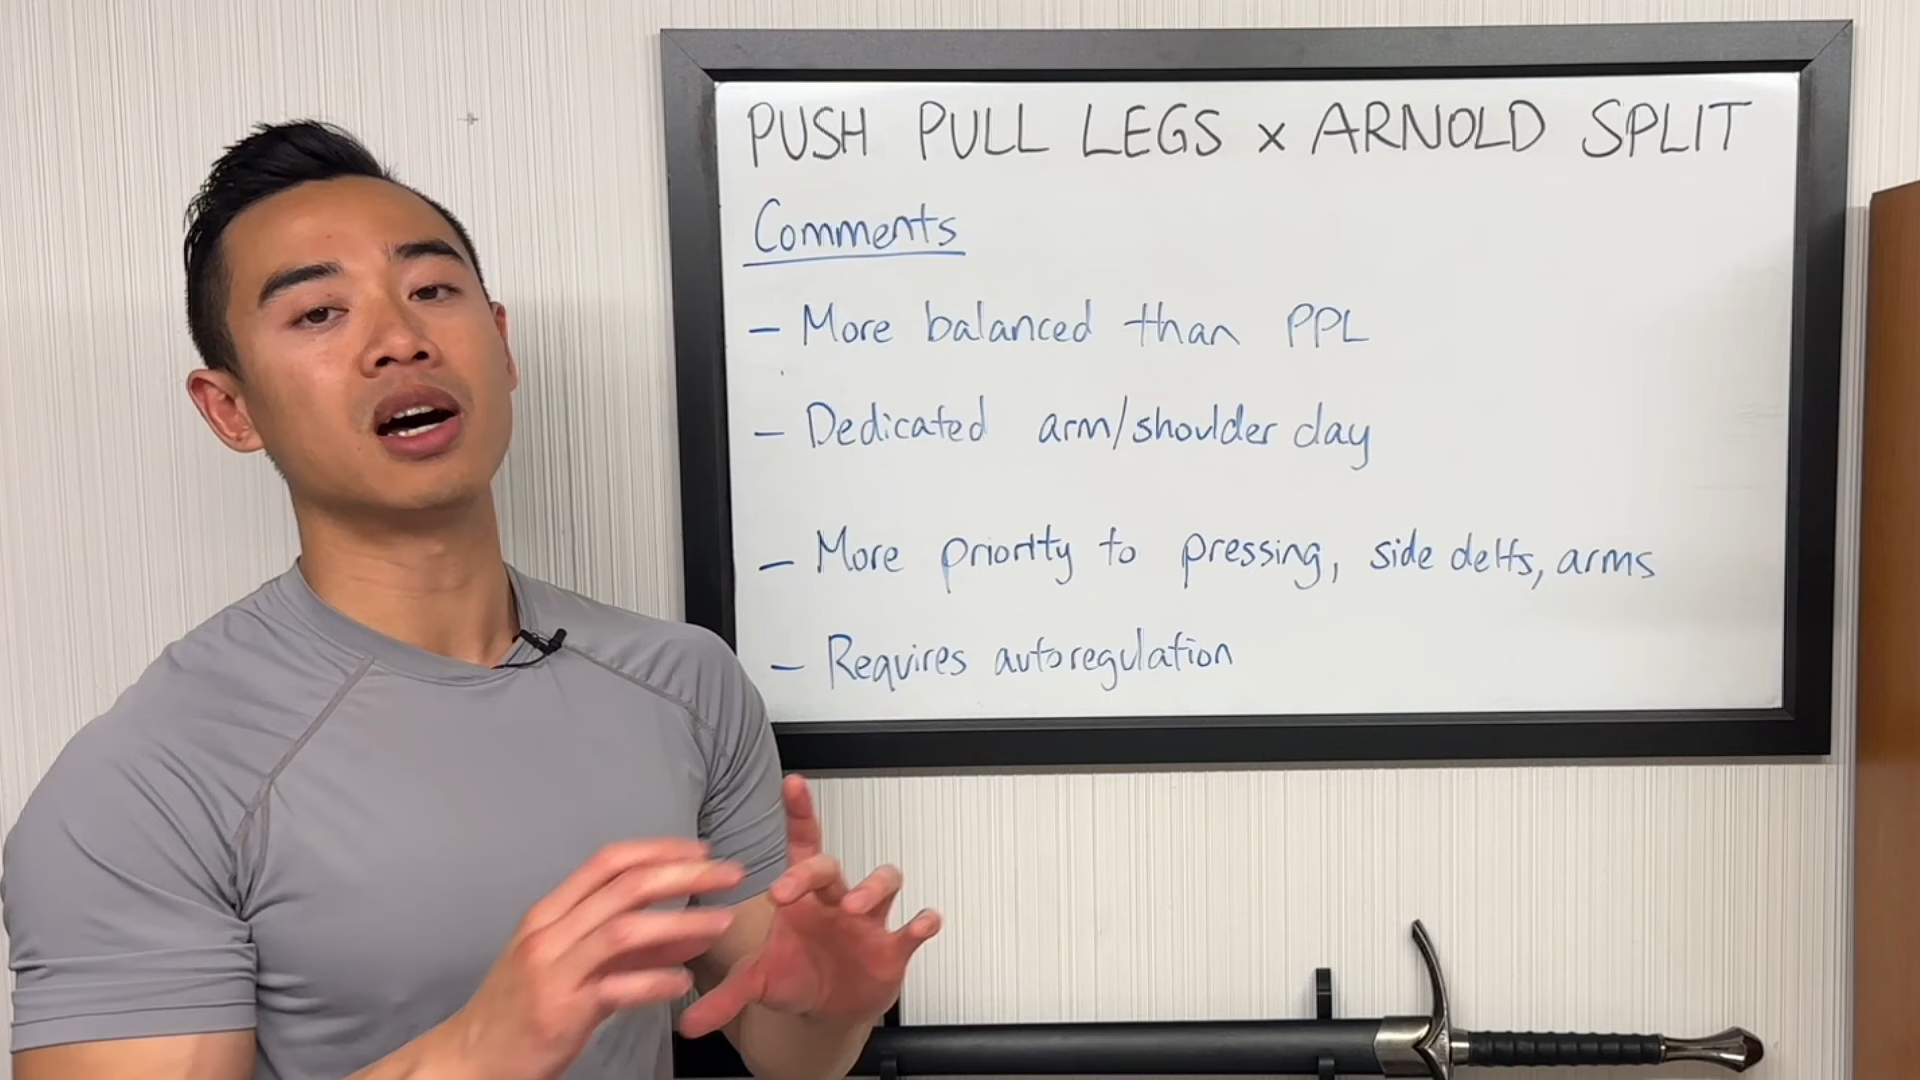 PUSH PULL LEGS x ARNOLD SPLIT
Comments
- More balanced than PPL
- Dedicated arm/shoulder day
- More priority to pressing, side delts, arms
- Requires autoregulation